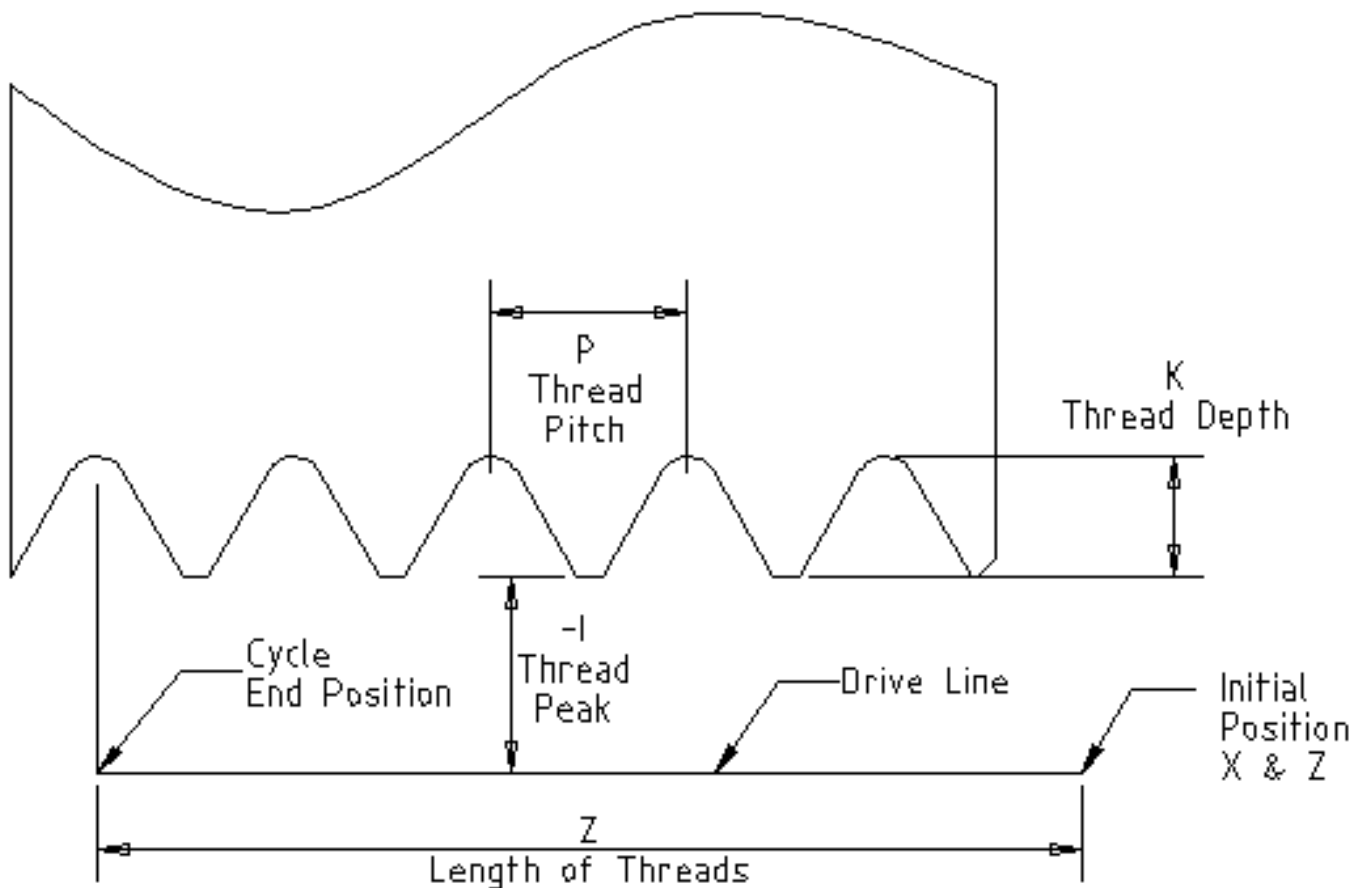 P
Thread
Pitch
K
Thread Depth
-I
Thread
Peak
Cycle
End Position
Drive Line
Initial
Position
X & Z
Z
Length of Threads